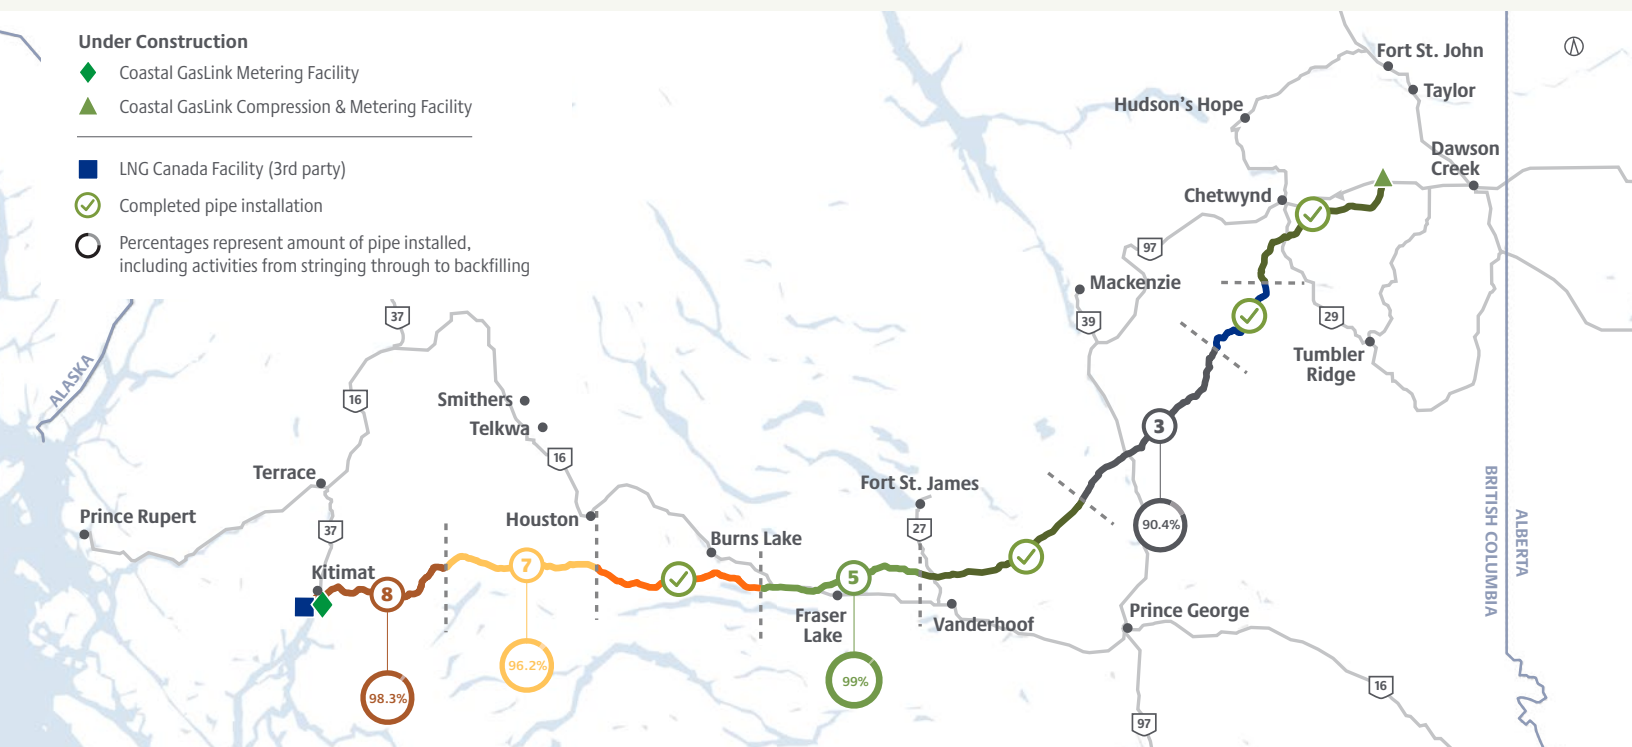 Under Construction
Coastal GasLink Metering Facility
Coastal GasLink Compression & Metering Facility
LNG Canada Facility (3rd party)
Completed pipe installation
Percentages represent amount of pipe installed,
including activities from stringing through to backfilling
Fort St. John
Taylor
Hudson's Hope
Dawson
Creek
Chetwynd
97
Mackenzie
39
29
Tumbler
Ridge
37
ALASKA
16
Smithers
Telkwa
16
3
Terrace
Fort St. James
BRITISH COLUMBIA
ALBERTA
Prince Rupert
37
Houston
27
90.4%
Burns Lake
Kitimat
8
7
5
Fraser
Lake
Vanderhoof
Prince George
98.3%
96.2%
99%
16
97